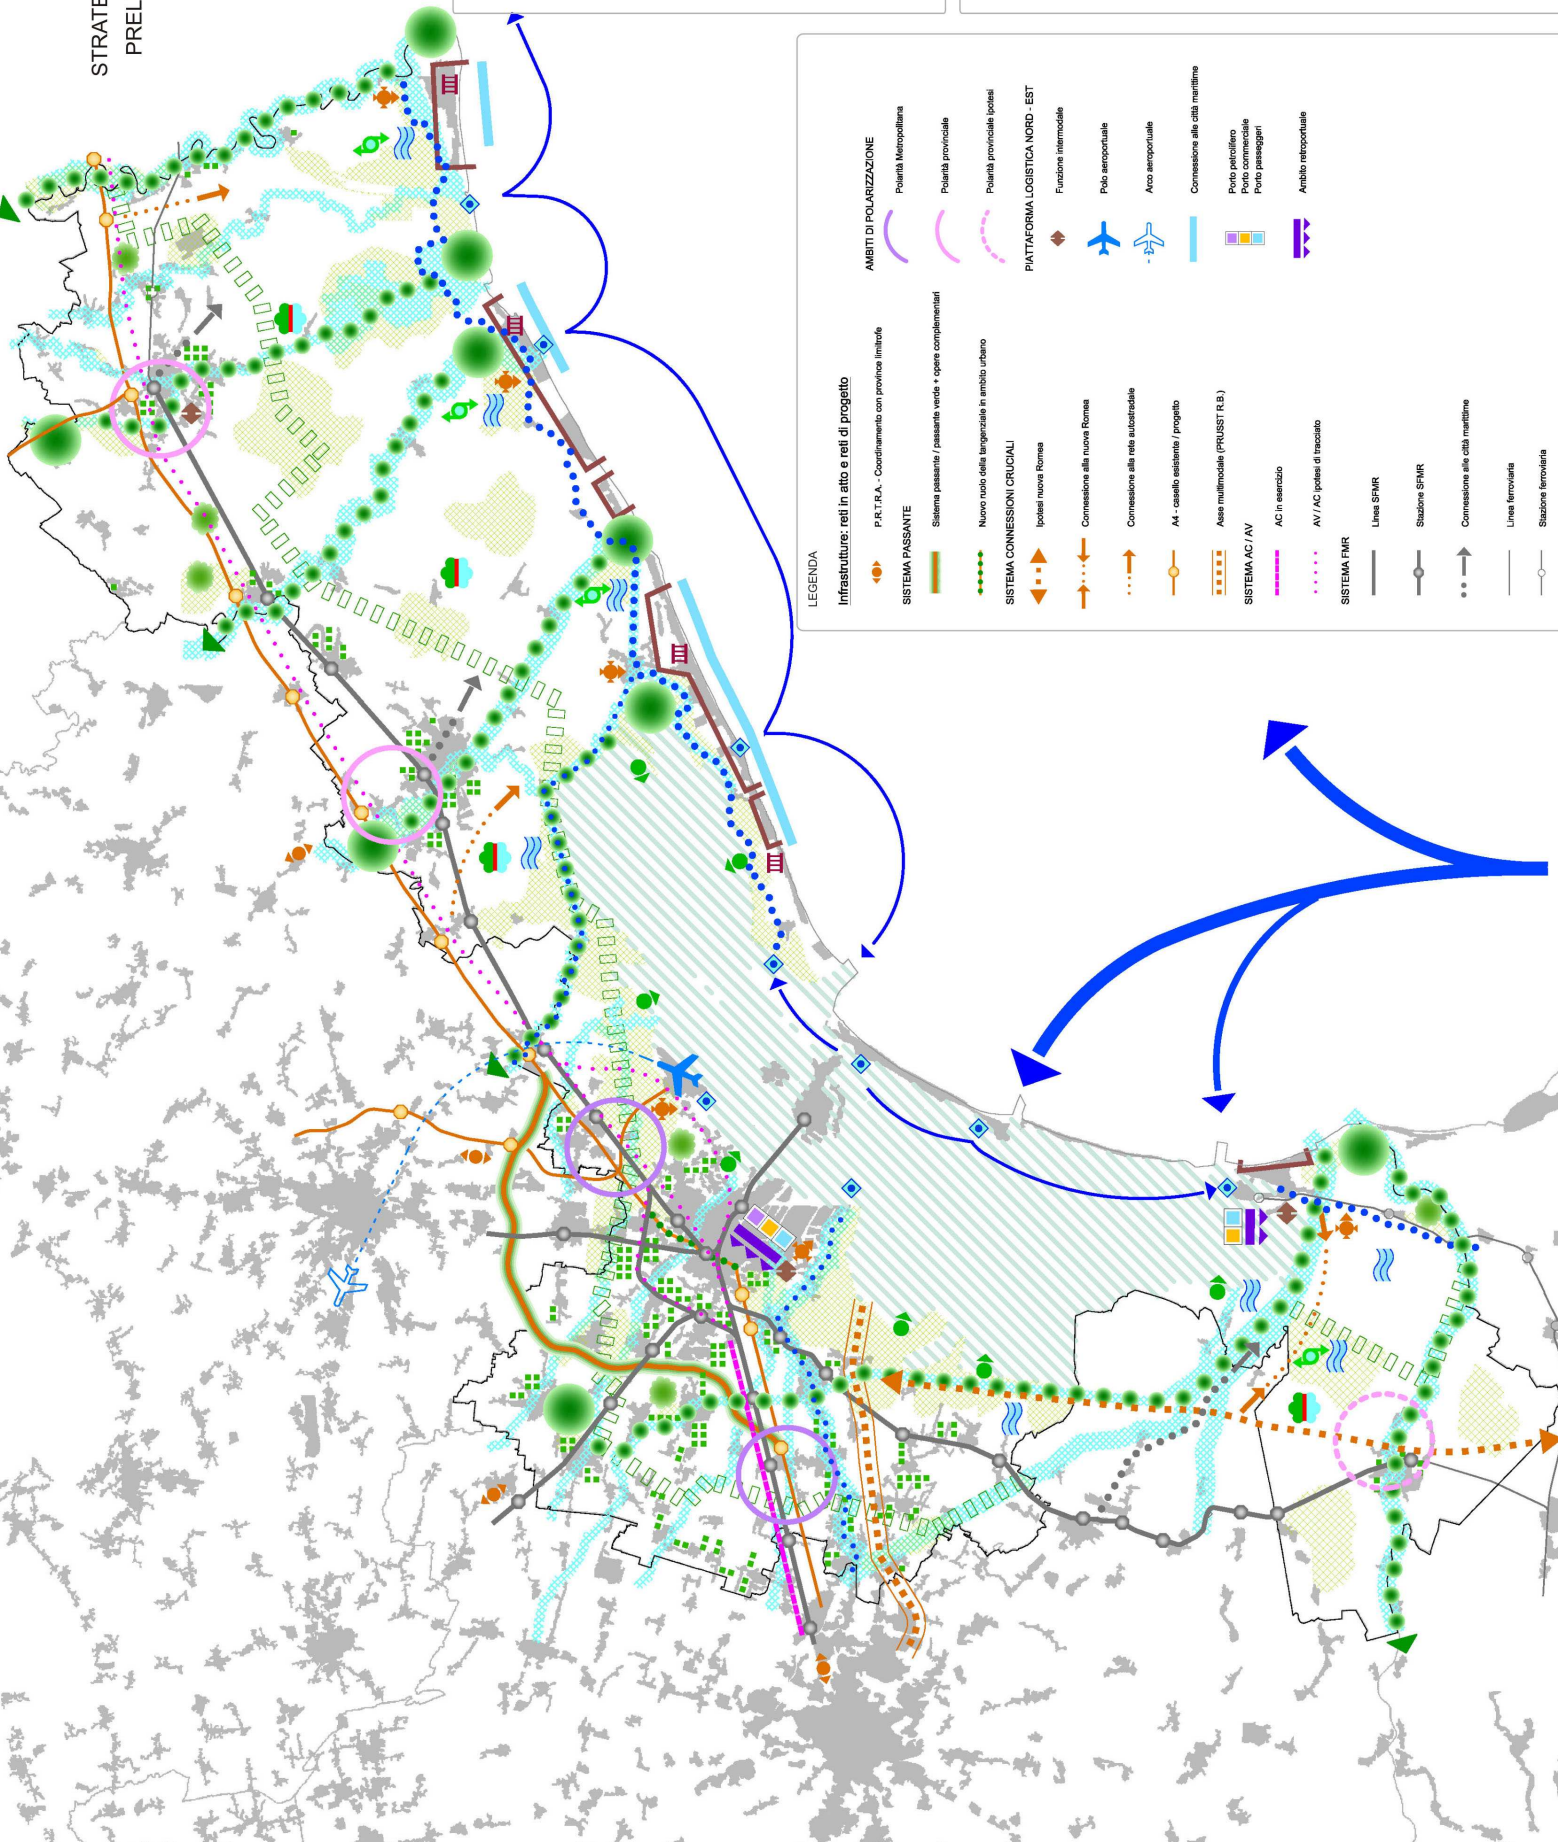 STRATE
PREL
LEGENDA
Infrastrutture: reti in atto e reti di progetto
P.R.T.R.A. - Coordinamento con province limitrofe
SISTEMA PASSANTE
Sistema passante / passante verde + opere complementari
Nuovo ruolo della tangenziale in ambito urbano
SISTEMA CONNESSIONI CRUCIALI
Ipotesi nuova Romea
Connessione alla nuova Romea
Connessione alla rete autostradale
A4 - casello esistente / progetto
Asse multimodale (PRUSST R.B.)
SISTEMA AC / AV
AC in esercizio
AV / AC ipotesi di tracciato
SISTEMA FMR
Linea SFMR
Stazione SFMR
Connessione alle città marittime
Linea ferroviaria
Stazione ferroviaria
AMBITI DI POLARIZZAZIONE
Polarità Metropolitana
Polarità provinciale
Polarità provinciale ipotesi
PIATTAFORMA LOGISTICA NORD - EST
Funzione intermodale
Polo aeroportuale
Arco aeroportuale
Connessione alle città marittime
Porto petrolifero
Porto commerciale
Porto passeggeri
Ambito retroportuale